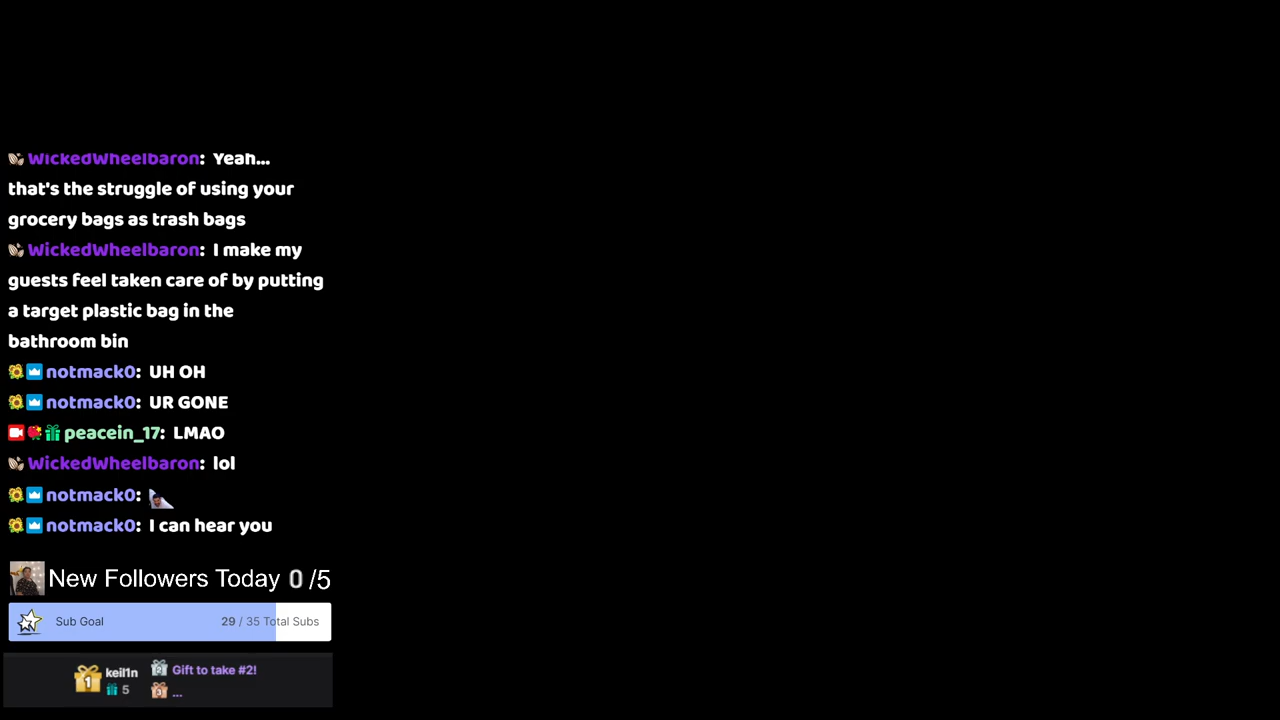 WickedWheelbaron: Yeah...
that's the struggle of using your
grocery bags as trash bags
WickedWheelbaron: I make my
guests feel taken care of by putting
a target plastic bag in the
bathroom bin
notmack0: UH OH
notmack0: UR GONE
peacein_17: LMAO
WickedWheelbaron: lol
notmack0:
notmack0: I can hear you
New Followers Today 0 /5
Sub Goal 29 / 35 Total Subs
1 keil1n 2 Gift to take #2!
5 3 ...